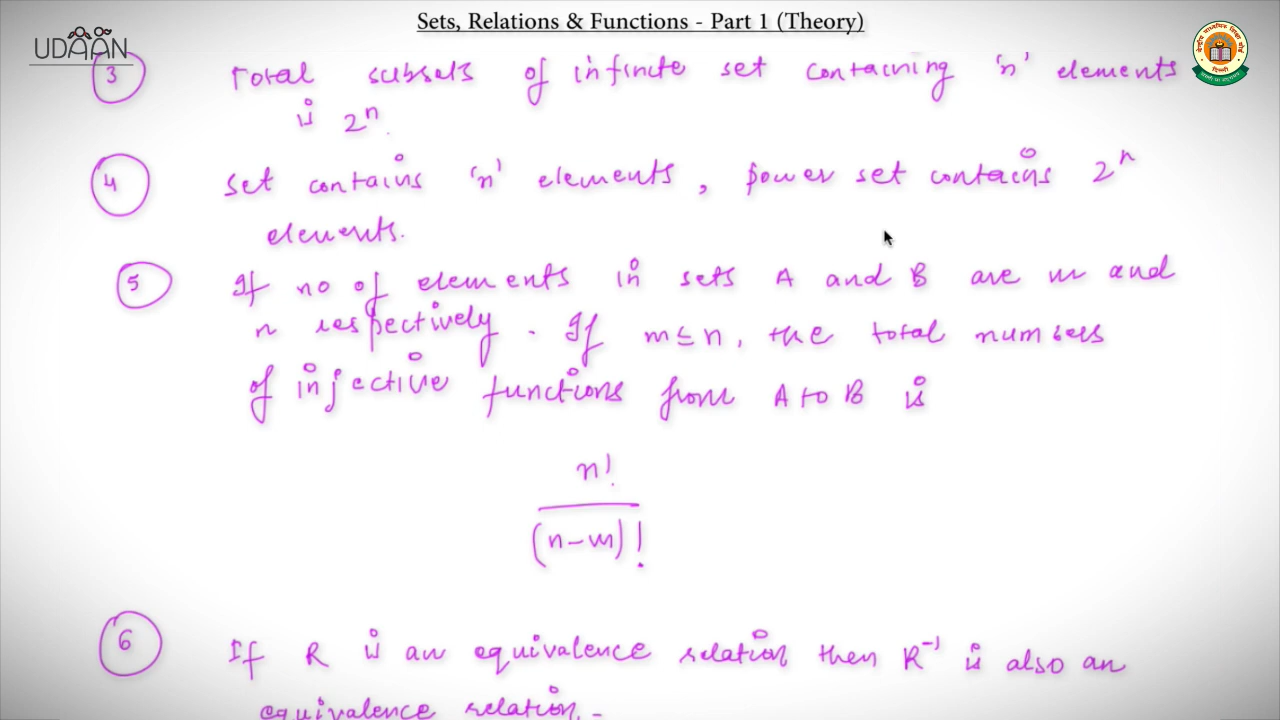 Sets, Relations & Functions - Part 1 (Theory)
UDAAN
3 Total subsets of infinite set containing 'n' elements
is 2ⁿ.
4 Set contains 'n' elements, power set contains 2ⁿ
elements.
5 If no of elements in sets A and B are m and
n respectively. If m≤n, the total numbers
of injective functions from A to B is
n!
(n-m)!
6 If R is an equivalence relation then R⁻¹ is also an
equivalence relation.